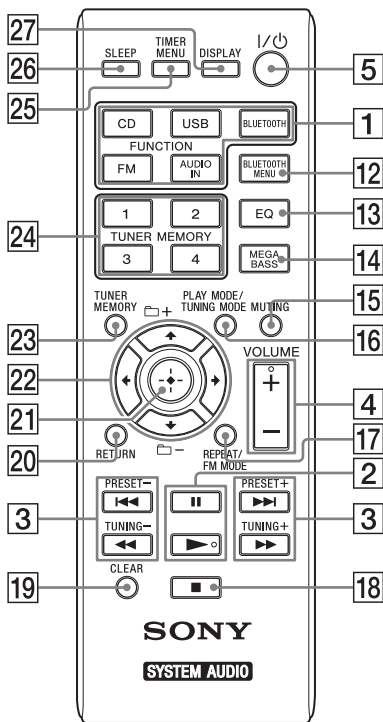 27
SLEEP
TIMER MENU
DISPLAY
I/⏻
26
25
5
CD
USB
BLUETOOTH
1
FUNCTION
FM
AUDIO IN
BLUETOOTH MENU
12
1
2
EQ
13
24
TUNER MEMORY
3
4
MEGA BASS
14
TUNER MEMORY
+
PLAY MODE/ TUNING MODE
MUTING
15
16
23
VOLUME
+
−
4
22
21
20
RETURN
−
REPEAT/ FM MODE
17
2
PRESET−
PRESET+
3
3
TUNING−
TUNING+
CLEAR
19
18
SONY
SYSTEM AUDIO